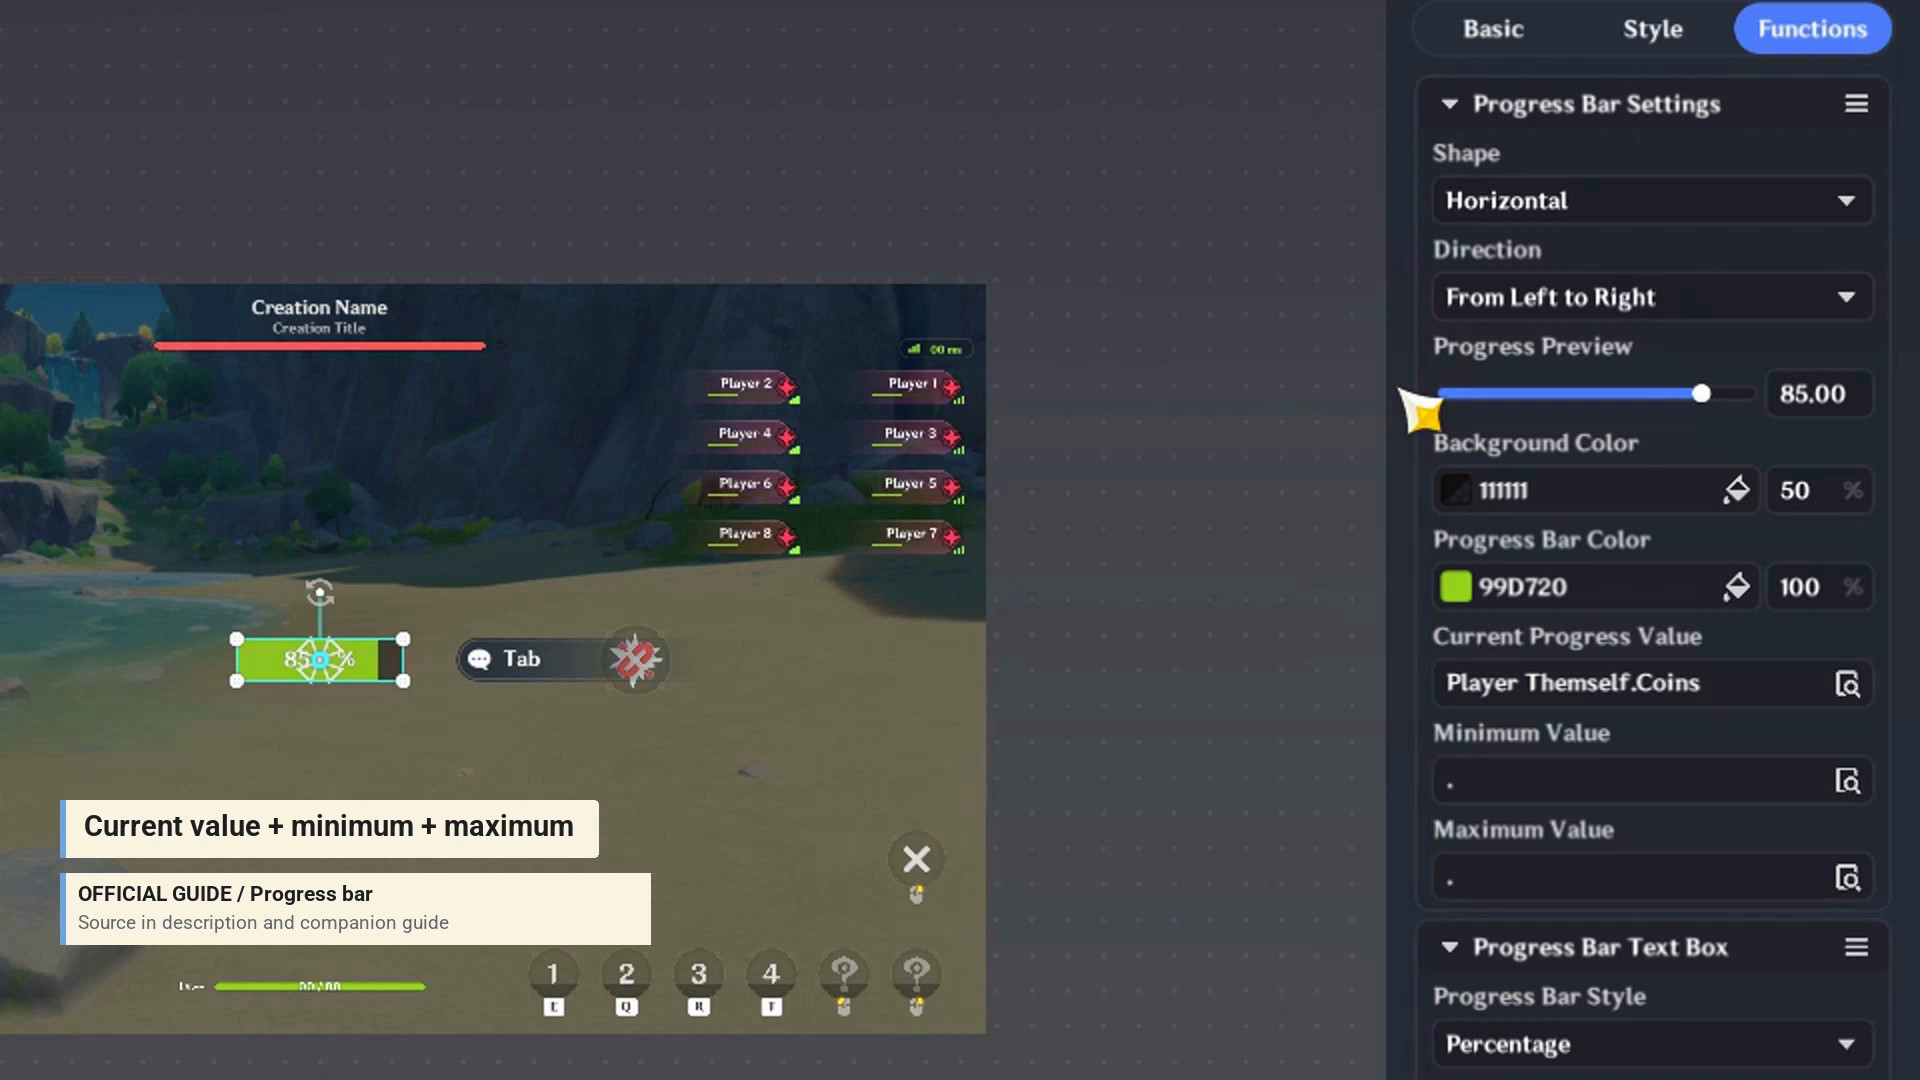 Basic Style Functions
Progress Bar Settings
Shape
Horizontal
Direction
From Left to Right
Progress Preview
85.00
Background Color
111111 50 %
Progress Bar Color
99D720 100 %
Current Progress Value
Player Themself.Coins
Minimum Value
.
Maximum Value
.
Progress Bar Text Box
Progress Bar Style
Percentage
Creation Name
Creation Title
00 ms
Player 2 Player 1
Player 4 Player 3
Player 6 Player 5
Player 8 Player 7
85 %
Tab
Current value + minimum + maximum
OFFICIAL GUIDE / Progress bar
Source in description and companion guide
1 2 3 4
E Q R T